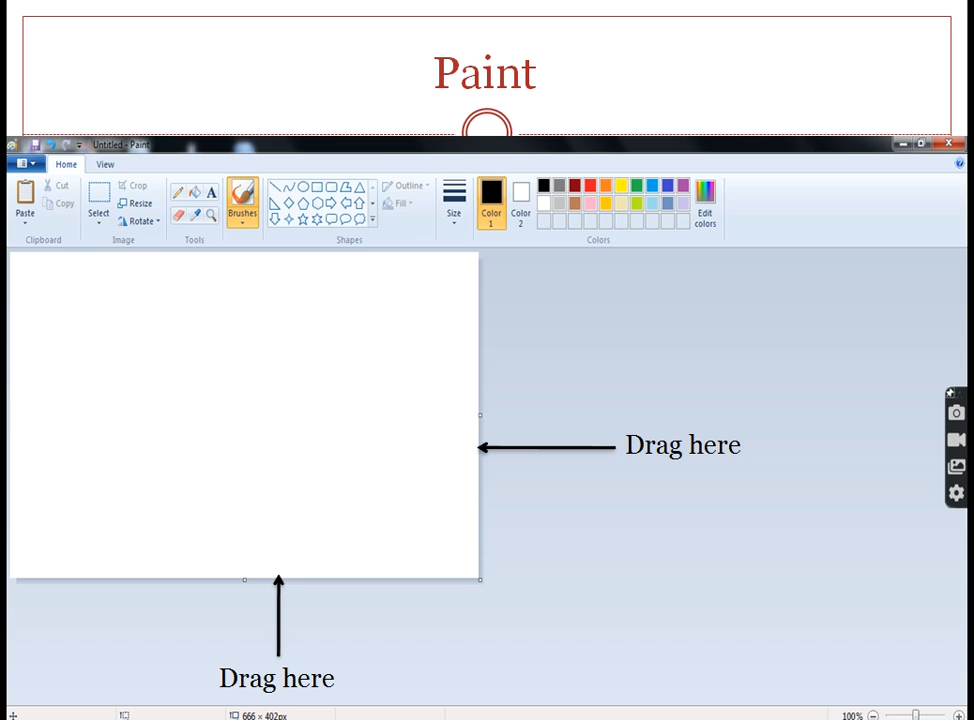 Paint
Untitled - Paint
Home View
Cut Crop Outline
Copy Resize Fill
Rotate
Paste Select A Brushes Size Color 1 Color 2 Edit colors
Clipboard Image Tools Shapes Colors
Drag here
Drag here
666 × 402px 100%